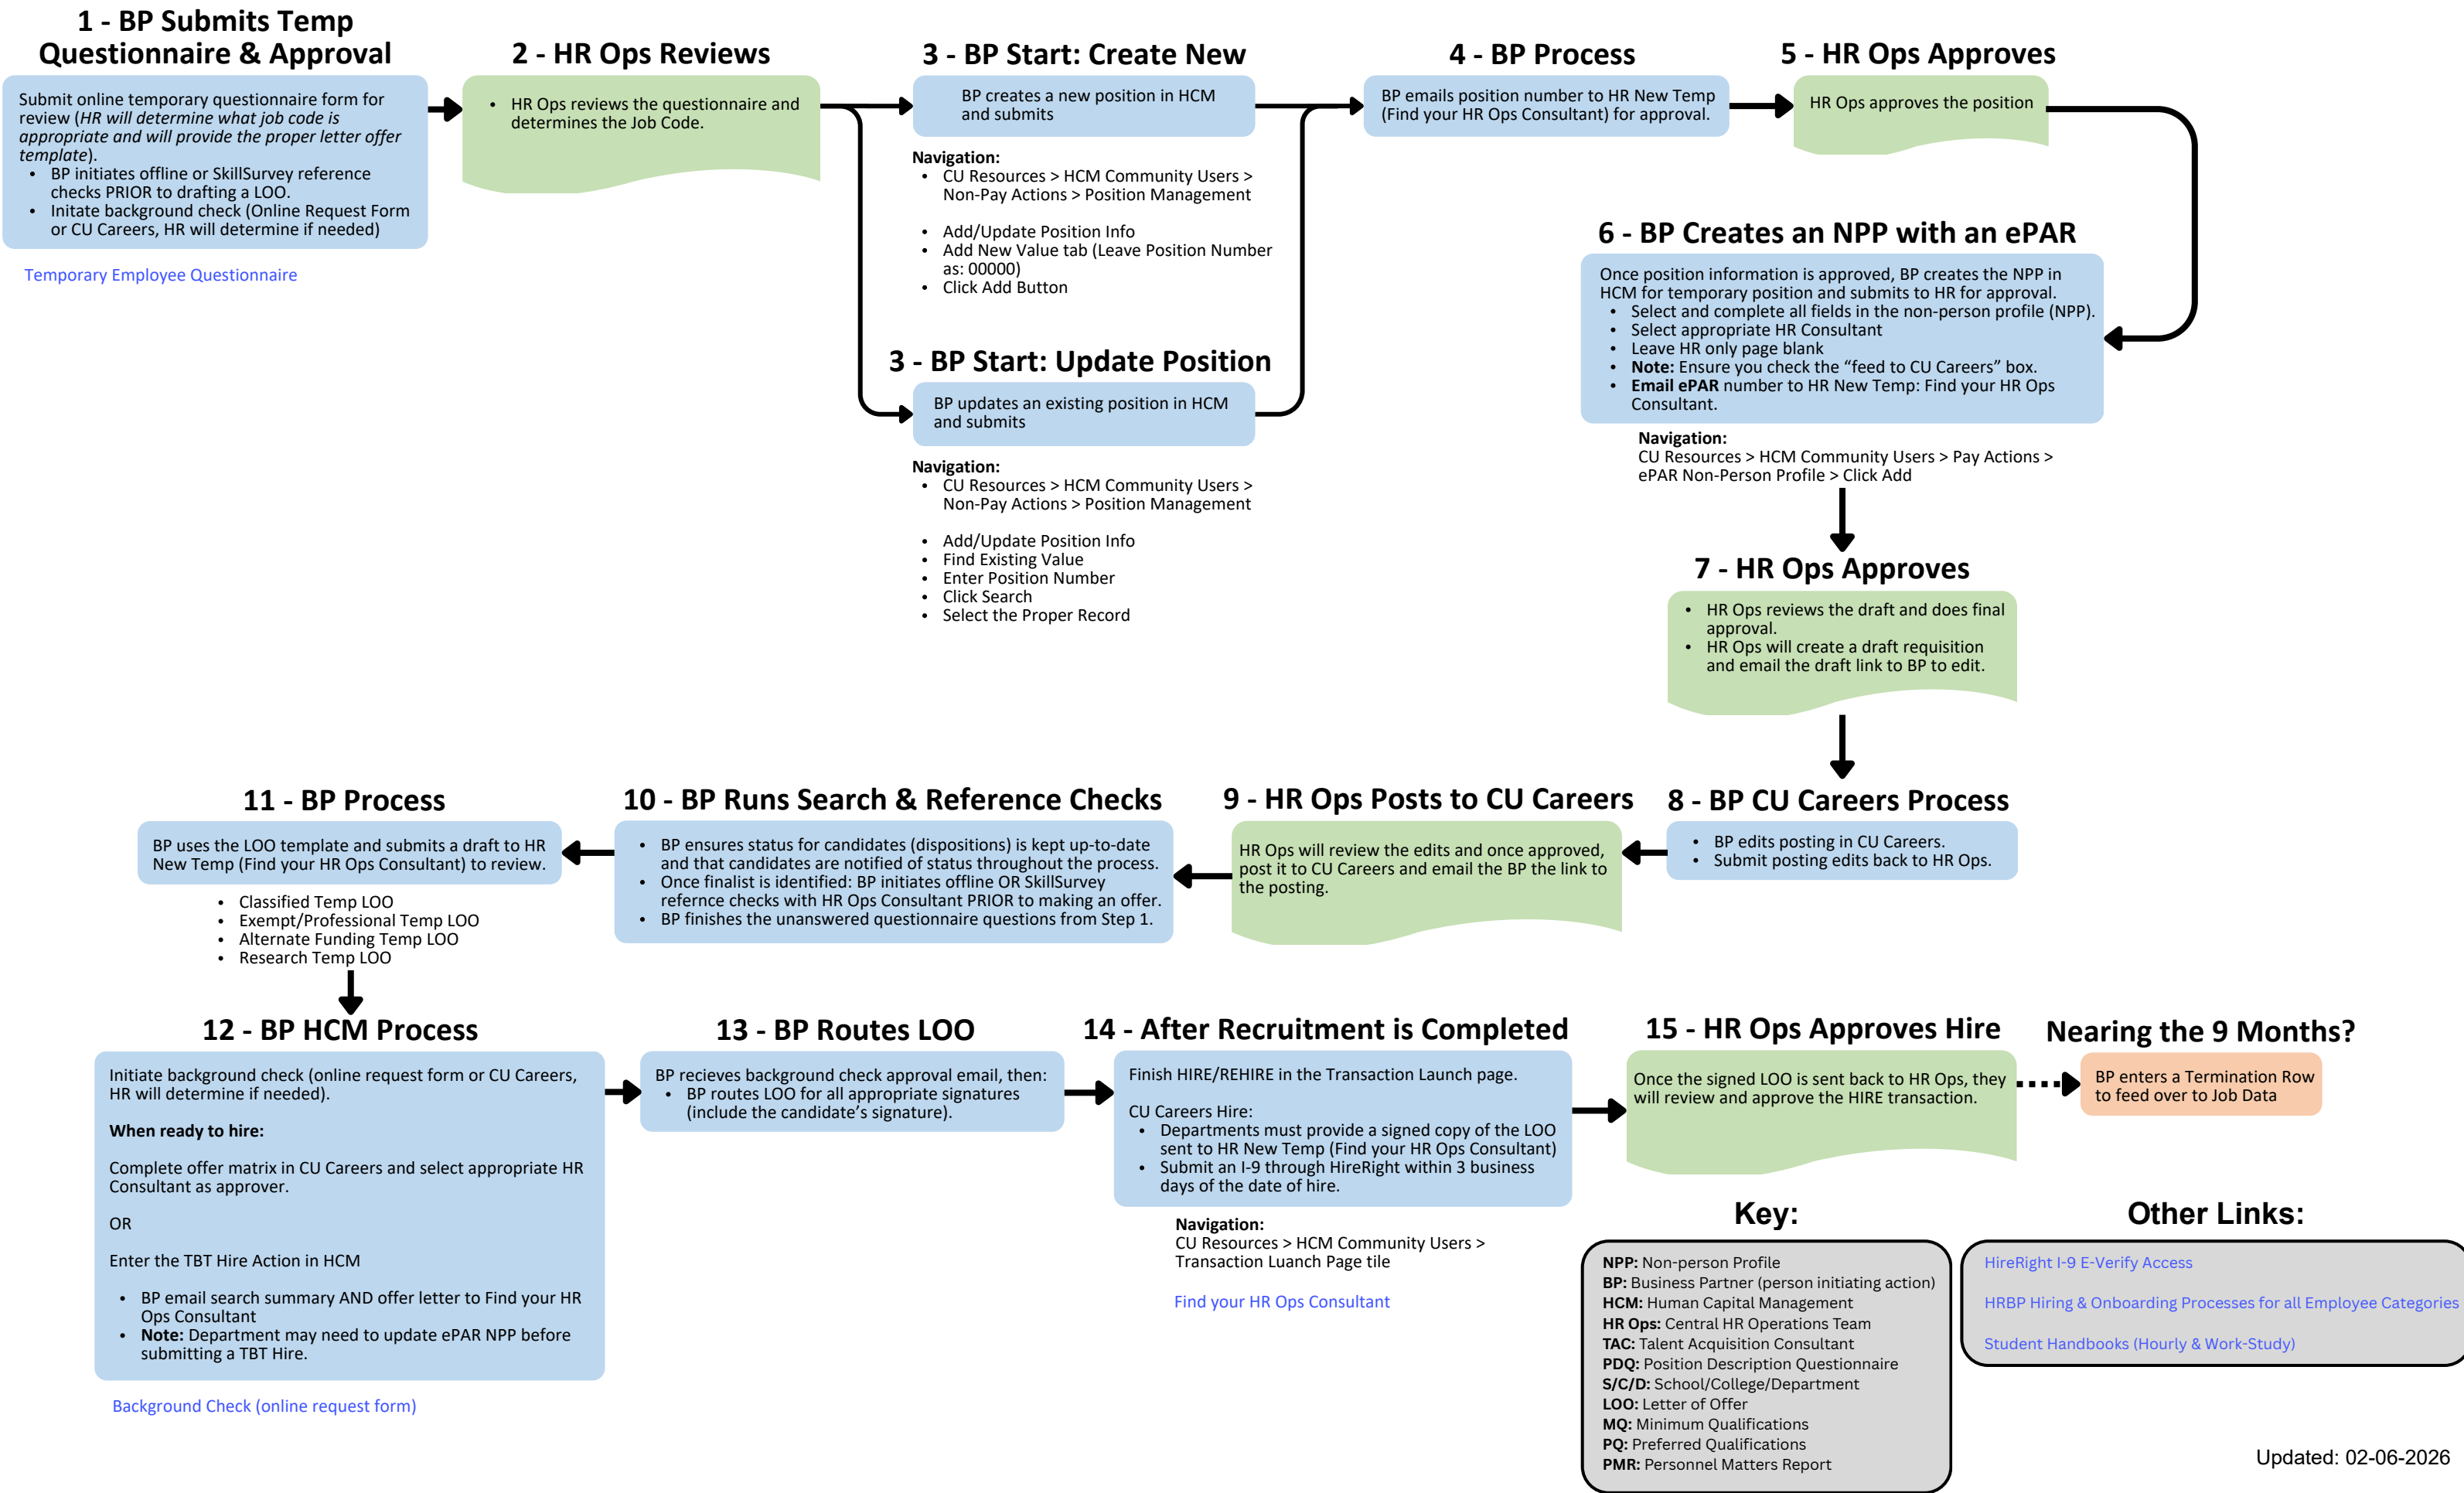 1 - BP Submits Temp
Questionnaire & Approval
Submit online temporary questionnaire form for
review (HR will determine what job code is
appropriate and will provide the proper letter offer
template).
• BP initiates offline or SkillSurvey reference
checks PRIOR to drafting a LOO.
• Initate background check (Online Request Form
or CU Careers, HR will determine if needed)
Temporary Employee Questionnaire
2 - HR Ops Reviews
• HR Ops reviews the questionnaire and
determines the Job Code.
3 - BP Start: Create New
BP creates a new position in HCM
and submits
Navigation:
• CU Resources > HCM Community Users >
Non-Pay Actions > Position Management
• Add/Update Position Info
• Add New Value tab (Leave Position Number
as: 00000)
• Click Add Button
3 - BP Start: Update Position
BP updates an existing position in HCM
and submits
Navigation:
• CU Resources > HCM Community Users >
Non-Pay Actions > Position Management
• Add/Update Position Info
• Find Existing Value
• Enter Position Number
• Click Search
• Select the Proper Record
4 - BP Process
BP emails position number to HR New Temp
(Find your HR Ops Consultant) for approval.
5 - HR Ops Approves
HR Ops approves the position
6 - BP Creates an NPP with an ePAR
Once position information is approved, BP creates the NPP in
HCM for temporary position and submits to HR for approval.
• Select and complete all fields in the non-person profile (NPP).
• Select appropriate HR Consultant
• Leave HR only page blank
• Note: Ensure you check the “feed to CU Careers” box.
• Email ePAR number to HR New Temp: Find your HR Ops
Consultant.
Navigation:
CU Resources > HCM Community Users > Pay Actions >
ePAR Non-Person Profile > Click Add
7 - HR Ops Approves
• HR Ops reviews the draft and does final
approval.
• HR Ops will create a draft requisition
and email the draft link to BP to edit.
8 - BP CU Careers Process
• BP edits posting in CU Careers.
• Submit posting edits back to HR Ops.
9 - HR Ops Posts to CU Careers
HR Ops will review the edits and once approved,
post it to CU Careers and email the BP the link to
the posting.
10 - BP Runs Search & Reference Checks
• BP ensures status for candidates (dispositions) is kept up-to-date
and that candidates are notified of status throughout the process.
• Once finalist is identified: BP initiates offline OR SkillSurvey
refernce checks with HR Ops Consultant PRIOR to making an offer.
• BP finishes the unanswered questionnaire questions from Step 1.
11 - BP Process
BP uses the LOO template and submits a draft to HR
New Temp (Find your HR Ops Consultant) to review.
• Classified Temp LOO
• Exempt/Professional Temp LOO
• Alternate Funding Temp LOO
• Research Temp LOO
12 - BP HCM Process
Initiate background check (online request form or CU Careers,
HR will determine if needed).
When ready to hire:
Complete offer matrix in CU Careers and select appropriate HR
Consultant as approver.
OR
Enter the TBT Hire Action in HCM
• BP email search summary AND offer letter to Find your HR
Ops Consultant
• Note: Department may need to update ePAR NPP before
submitting a TBT Hire.
Background Check (online request form)
13 - BP Routes LOO
BP recieves background check approval email, then:
• BP routes LOO for all appropriate signatures
(include the candidate’s signature).
14 - After Recruitment is Completed
Finish HIRE/REHIRE in the Transaction Launch page.
CU Careers Hire:
• Departments must provide a signed copy of the LOO
sent to HR New Temp (Find your HR Ops Consultant)
• Submit an I-9 through HireRight within 3 business
days of the date of hire.
Navigation:
CU Resources > HCM Community Users >
Transaction Luanch Page tile
Find your HR Ops Consultant
15 - HR Ops Approves Hire
Once the signed LOO is sent back to HR Ops, they
will review and approve the HIRE transaction.
Nearing the 9 Months?
BP enters a Termination Row
to feed over to Job Data
Key:
NPP: Non-person Profile
BP: Business Partner (person initiating action)
HCM: Human Capital Management
HR Ops: Central HR Operations Team
TAC: Talent Acquisition Consultant
PDQ: Position Description Questionnaire
S/C/D: School/College/Department
LOO: Letter of Offer
MQ: Minimum Qualifications
PQ: Preferred Qualifications
PMR: Personnel Matters Report
Other Links:
HireRight I-9 E-Verify Access
HRBP Hiring & Onboarding Processes for all Employee Categories
Student Handbooks (Hourly & Work-Study)
Updated: 02-06-2026